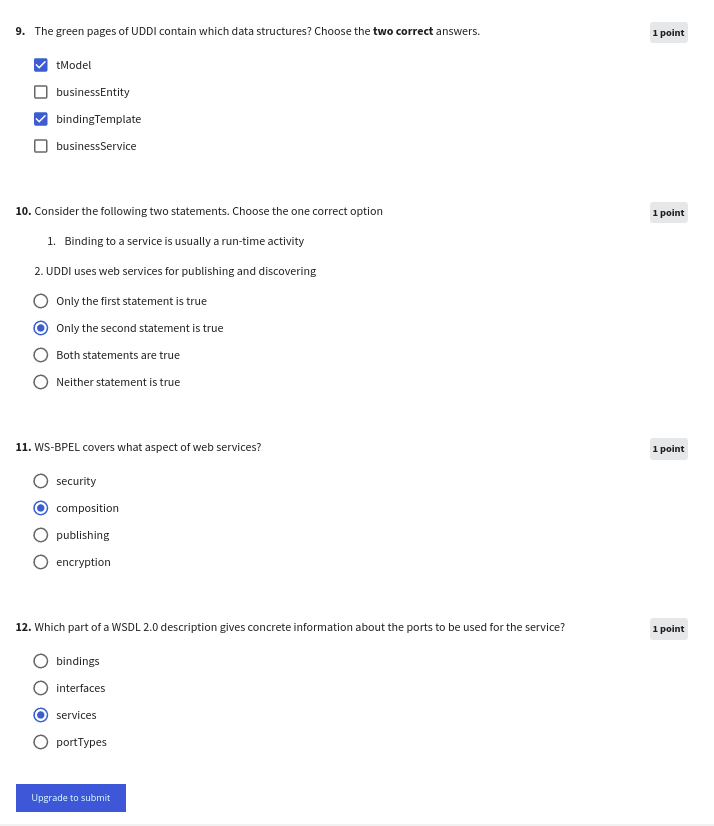 9. The green pages of UDDI contain which data structures? Choose the two correct answers.
1 point
tModel
businessEntity
bindingTemplate
businessService
10. Consider the following two statements. Choose the one correct option
1 point
1. Binding to a service is usually a run-time activity
2. UDDI uses web services for publishing and discovering
Only the first statement is true
Only the second statement is true
Both statements are true
Neither statement is true
11. WS-BPEL covers what aspect of web services?
1 point
security
composition
publishing
encryption
12. Which part of a WSDL 2.0 description gives concrete information about the ports to be used for the service?
1 point
bindings
interfaces
services
portTypes
Upgrade to submit